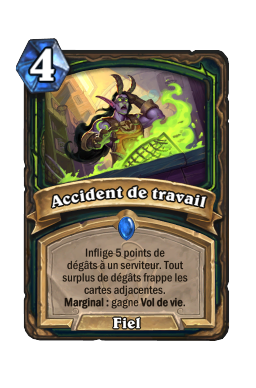 4
Accident de travail
Inflige 5 points de
dégâts à un serviteur. Tout
surplus de dégâts frappe les
cartes adjacentes.
Marginal : gagne Vol de vie.
Fiel